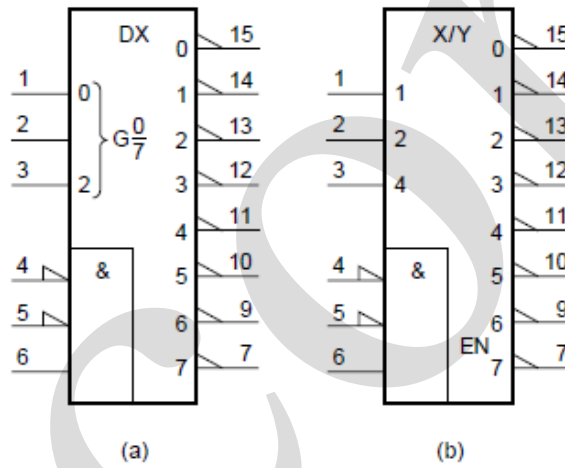 DX
0 15
1 0 1 14
2 G 0/7 2 13
3 2 3 12
4 11
4 & 5 10
5 6 9
6 7 7
(a)
X/Y
0 15
1 1 1 14
2 2 2 13
3 4 3 12
4 11
4 & 5 10
5 6 9
EN
6 7 7
(b)